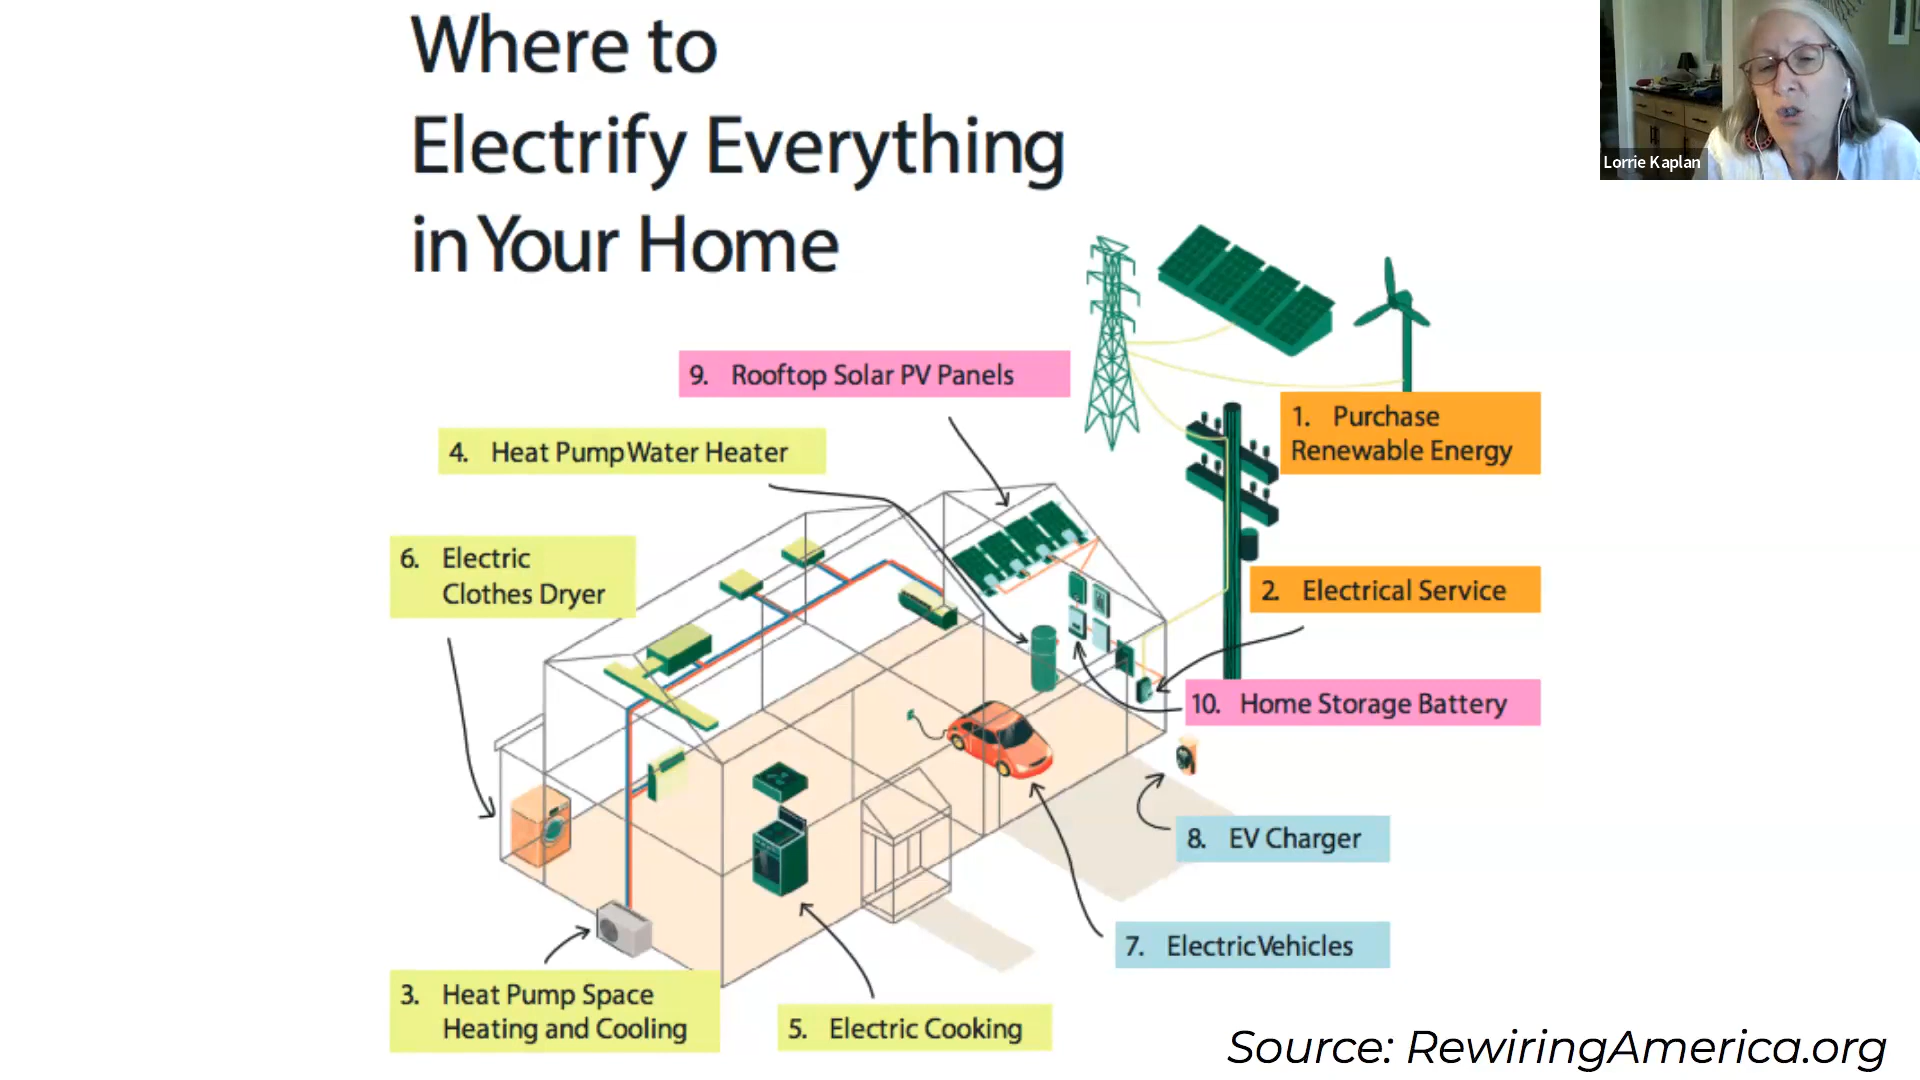 Where to
Electrify Everything
in Your Home
Lorrie Kaplan
9. Rooftop Solar PV Panels
1. Purchase
Renewable Energy
4. Heat Pump Water Heater
6. Electric
Clothes Dryer
2. Electrical Service
10. Home Storage Battery
8. EV Charger
7. Electric Vehicles
3. Heat Pump Space
Heating and Cooling
5. Electric Cooking
Source: RewiringAmerica.org